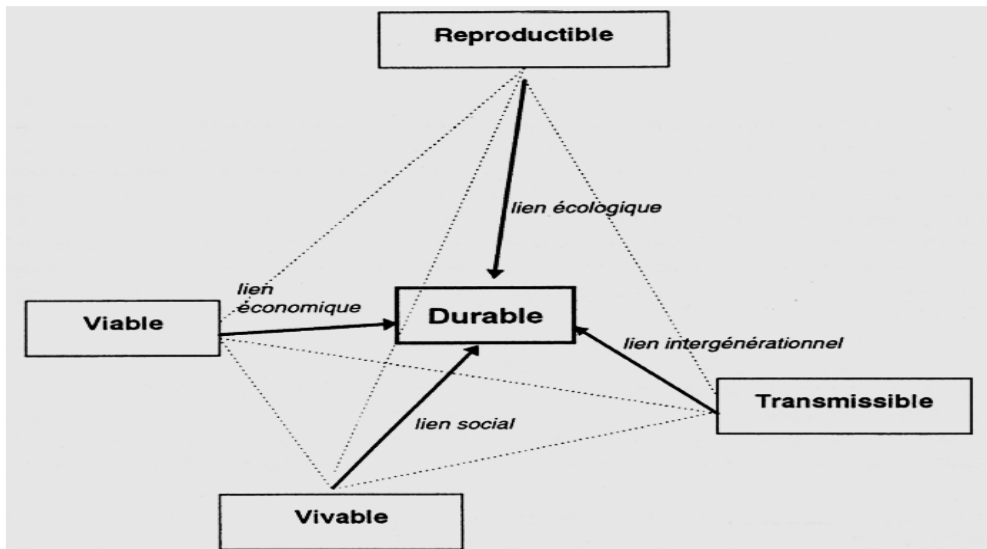 Reproductible
lien écologique
lien
économique
Viable
Durable
lien intergénérationnel
Transmissible
lien social
Vivable